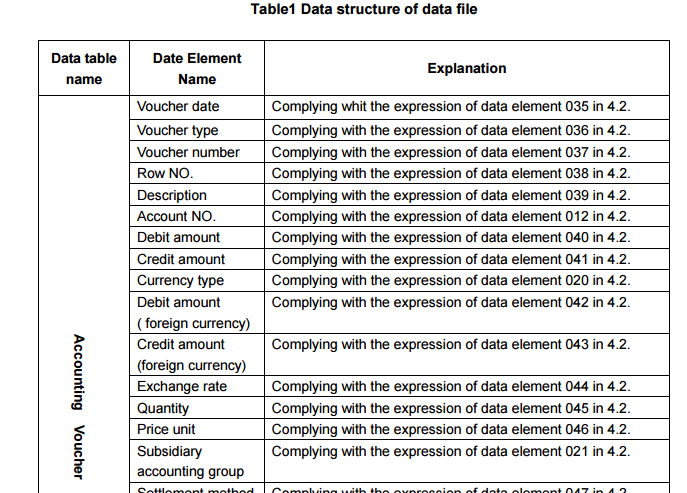 Table1 Data structure of data file
Data table name
Date Element Name
Explanation
Accounting Voucher
Voucher date Complying whit the expression of data element 035 in 4.2.
Voucher type Complying with the expression of data element 036 in 4.2.
Voucher number Complying with the expression of data element 037 in 4.2.
Row NO. Complying with the expression of data element 038 in 4.2.
Description Complying with the expression of data element 039 in 4.2.
Account NO. Complying with the expression of data element 012 in 4.2.
Debit amount Complying with the expression of data element 040 in 4.2.
Credit amount Complying with the expression of data element 041 in 4.2.
Currency type Complying with the expression of data element 020 in 4.2.
Debit amount Complying with the expression of data element 042 in 4.2.
( foreign currency)
Credit amount Complying with the expression of data element 043 in 4.2.
(foreign currency)
Exchange rate Complying with the expression of data element 044 in 4.2.
Quantity Complying with the expression of data element 045 in 4.2.
Price unit Complying with the expression of data element 046 in 4.2.
Subsidiary Complying with the expression of data element 021 in 4.2.
accounting group
Settlement method Complying with the expression of data element 047 in 4.2.